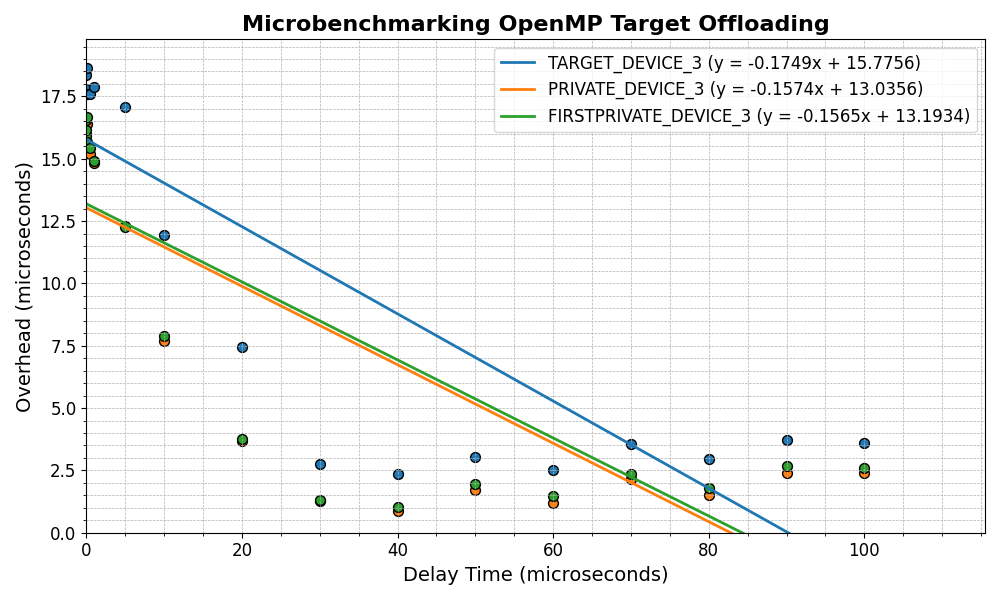 Microbenchmarking OpenMP Target Offloading
TARGET_DEVICE_3 (y = -0.1749x + 15.7756)
PRIVATE_DEVICE_3 (y = -0.1574x + 13.0356)
FIRSTPRIVATE_DEVICE_3 (y = -0.1565x + 13.1934)
Overhead (microseconds)
17.5
15.0
12.5
10.0
7.5
5.0
2.5
0.0
0 20 40 60 80 100
Delay Time (microseconds)